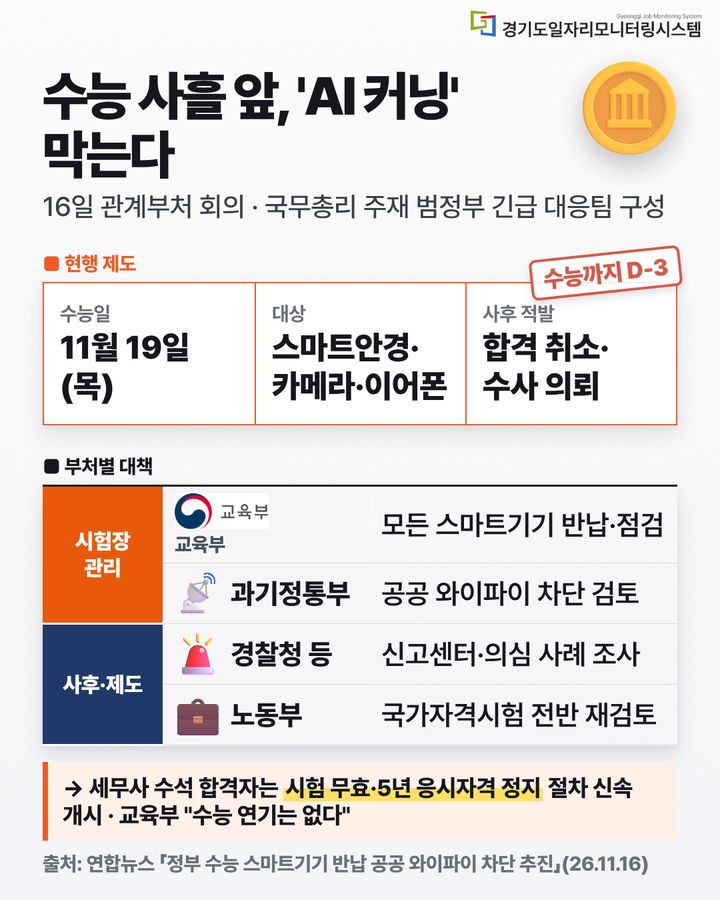 Gyeonggi Job Monitoring System
경기도일자리모니터링시스템
수능 사흘 앞, 'AI 커닝'
막는다
16일 관계부처 회의 · 국무총리 주재 범정부 긴급 대응팀 구성
현행 제도
수능까지 D-3
수능일
11월 19일
(목)
대상
스마트안경·
카메라·이어폰
사후 적발
합격 취소·
수사 의뢰
부처별 대책
시험장
관리
교육부
교육부
모든 스마트기기 반납·점검
과기정통부
공공 와이파이 차단 검토
사후·제도
경찰청 등
신고센터·의심 사례 조사
노동부
국가자격시험 전반 재검토
→ 세무사 수석 합격자는 시험 무효·5년 응시자격 정지 절차 신속
개시 · 교육부 "수능 연기는 없다"
출처: 연합뉴스 「정부 수능 스마트기기 반납 공공 와이파이 차단 추진」(26.11.16)